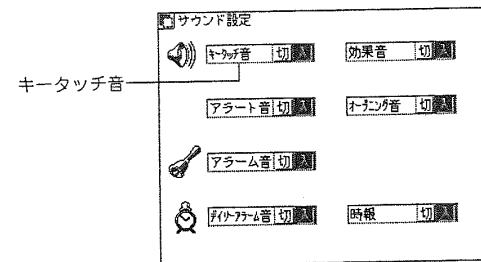 サウンド設定
キータッチ音 切 入 効果音 切 入
キータッチ音
アラート音 切 入 オープニング音 切 入
アラーム音 切 入
デイリーアラーム音 切 入 時報 切 入